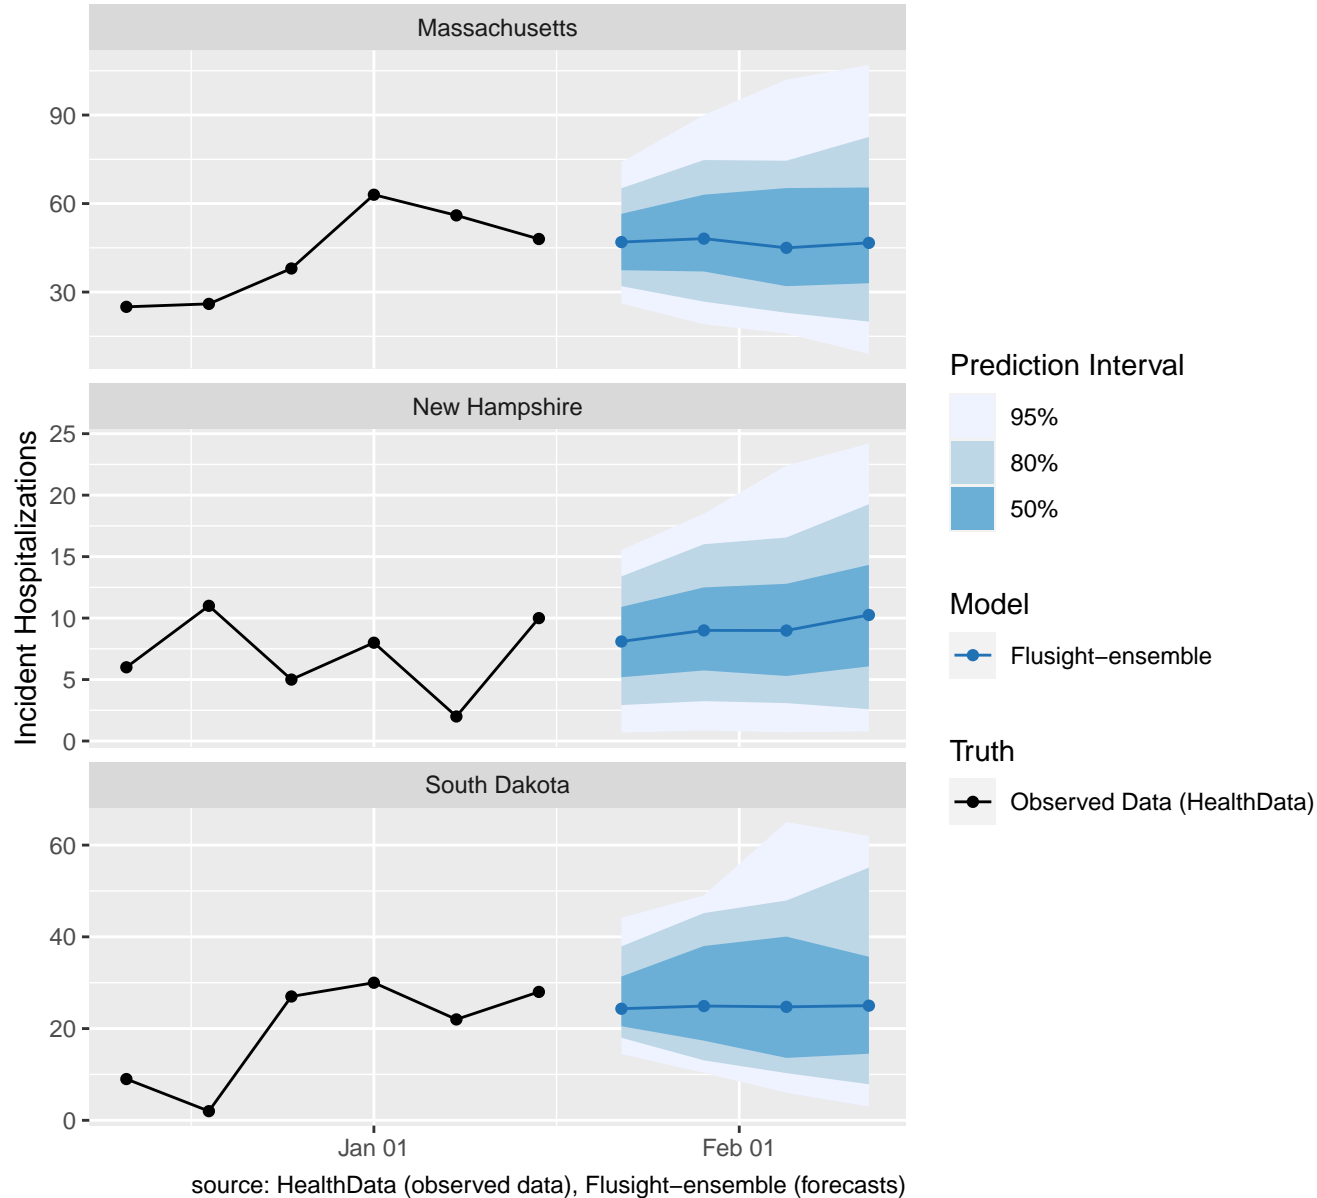 Massachusetts
90
60
30
New Hampshire
25
20
15
10
5
0
South Dakota
60
40
20
0
Jan 01
Feb 01
Incident Hospitalizations
source: HealthData (observed data), Flusight−ensemble (forecasts)
Prediction Interval
95%
80%
50%
Model
Flusight−ensemble
Truth
Observed Data (HealthData)